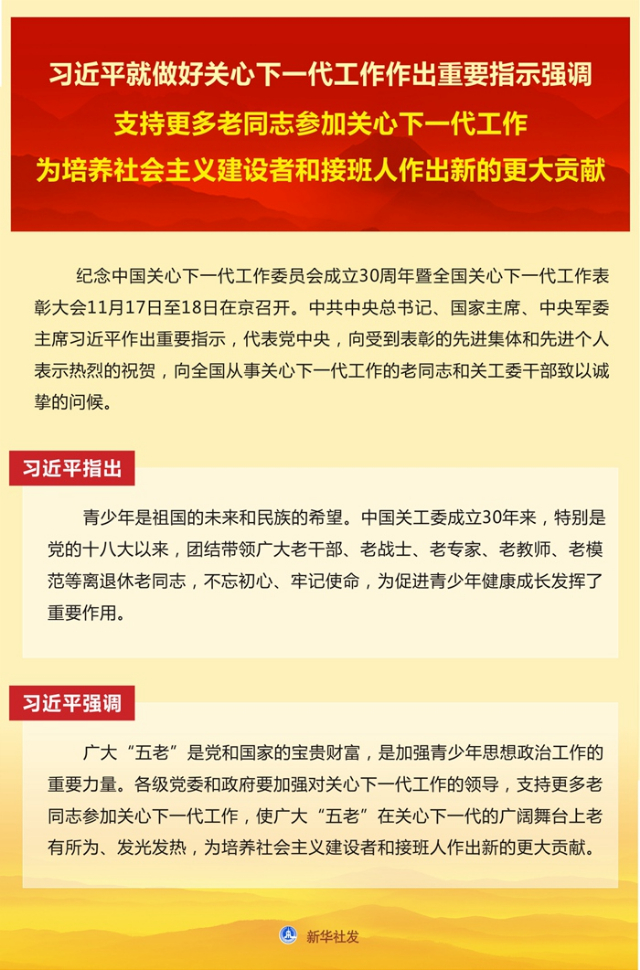 习近平就做好关心下一代工作作出重要指示强调
支持更多老同志参加关心下一代工作
为培养社会主义建设者和接班人作出新的更大贡献
纪念中国关心下一代工作委员会成立30周年暨全国关心下一代工作表
彰大会11月17日至18日在京召开。中共中央总书记、国家主席、中央军委
主席习近平作出重要指示，代表党中央，向受到表彰的先进集体和先进个人
表示热烈的祝贺，向全国从事关心下一代工作的老同志和关工委干部致以诚
挚的问候。
习近平指出
青少年是祖国的未来和民族的希望。中国关工委成立30年来，特别是
党的十八大以来，团结带领广大老干部、老战士、老专家、老教师、老模
范等离退休老同志，不忘初心、牢记使命，为促进青少年健康成长发挥了
重要作用。
习近平强调
广大“五老”是党和国家的宝贵财富，是加强青少年思想政治工作的
重要力量。各级党委和政府要加强对关心下一代工作的领导，支持更多老
同志参加关心下一代工作，使广大“五老”在关心下一代的广阔舞台上老
有所为、发光发热，为培养社会主义建设者和接班人作出新的更大贡献。
新华社发